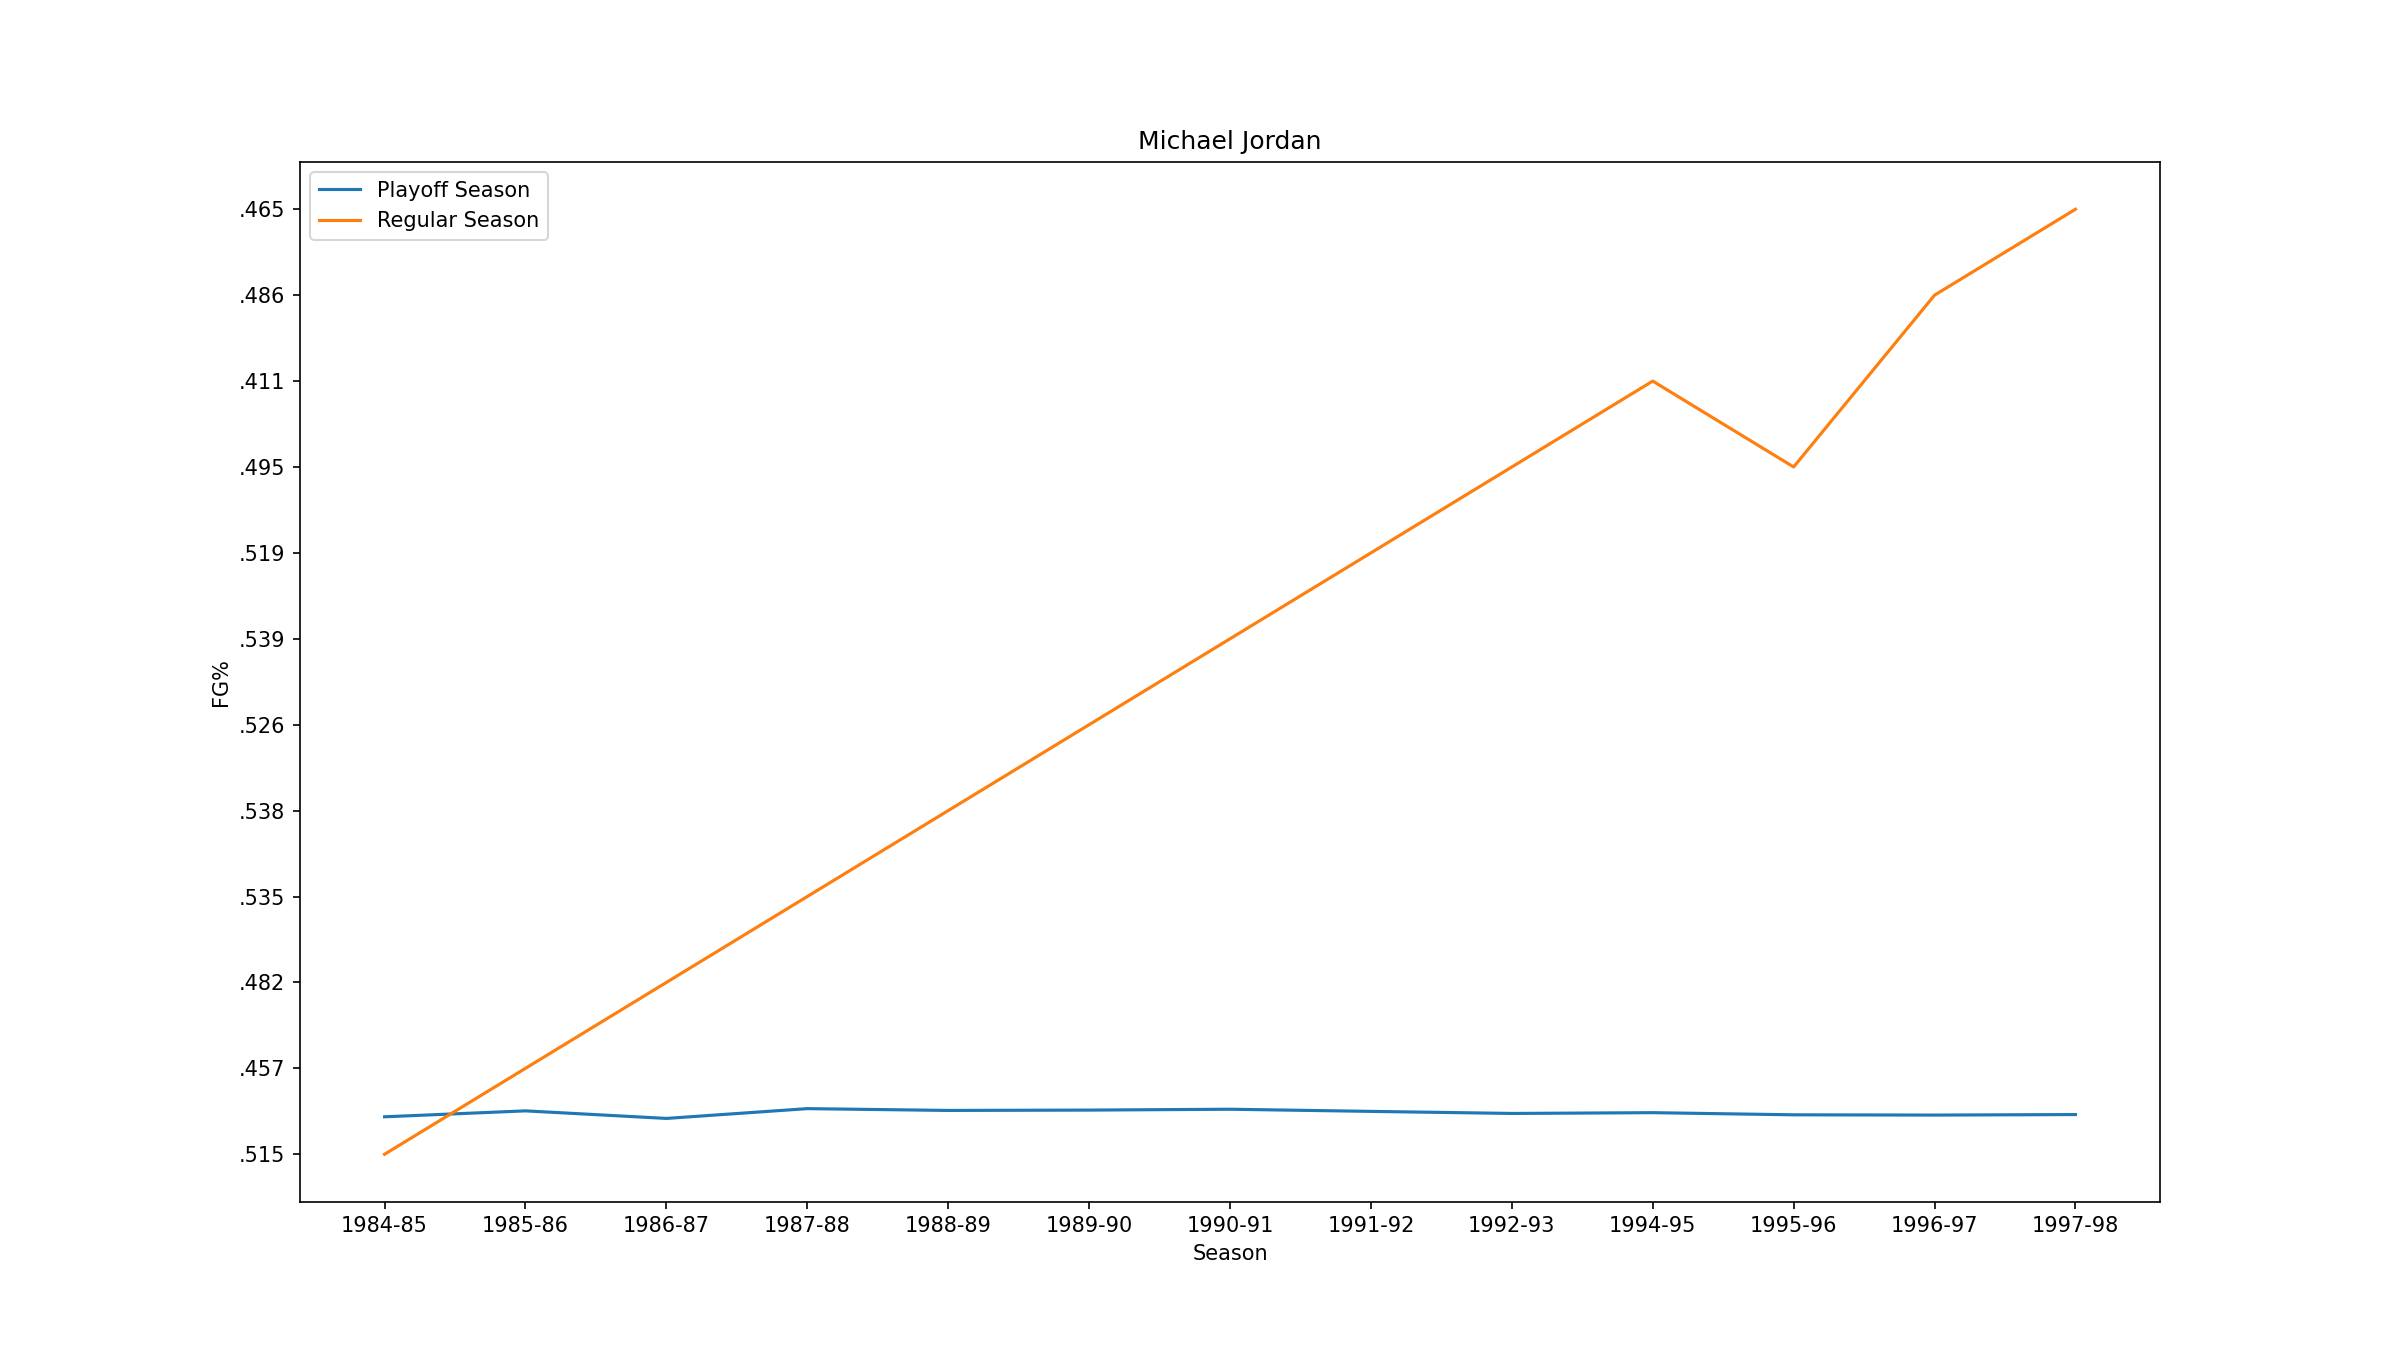 Michael Jordan
Playoff Season
Regular Season
.465
.486
.411
.495
.519
.539
.526
.538
.535
.482
.457
.515
FG%
1984-85 1985-86 1986-87 1987-88 1988-89 1989-90 1990-91 1991-92 1992-93 1994-95 1995-96 1996-97 1997-98
Season